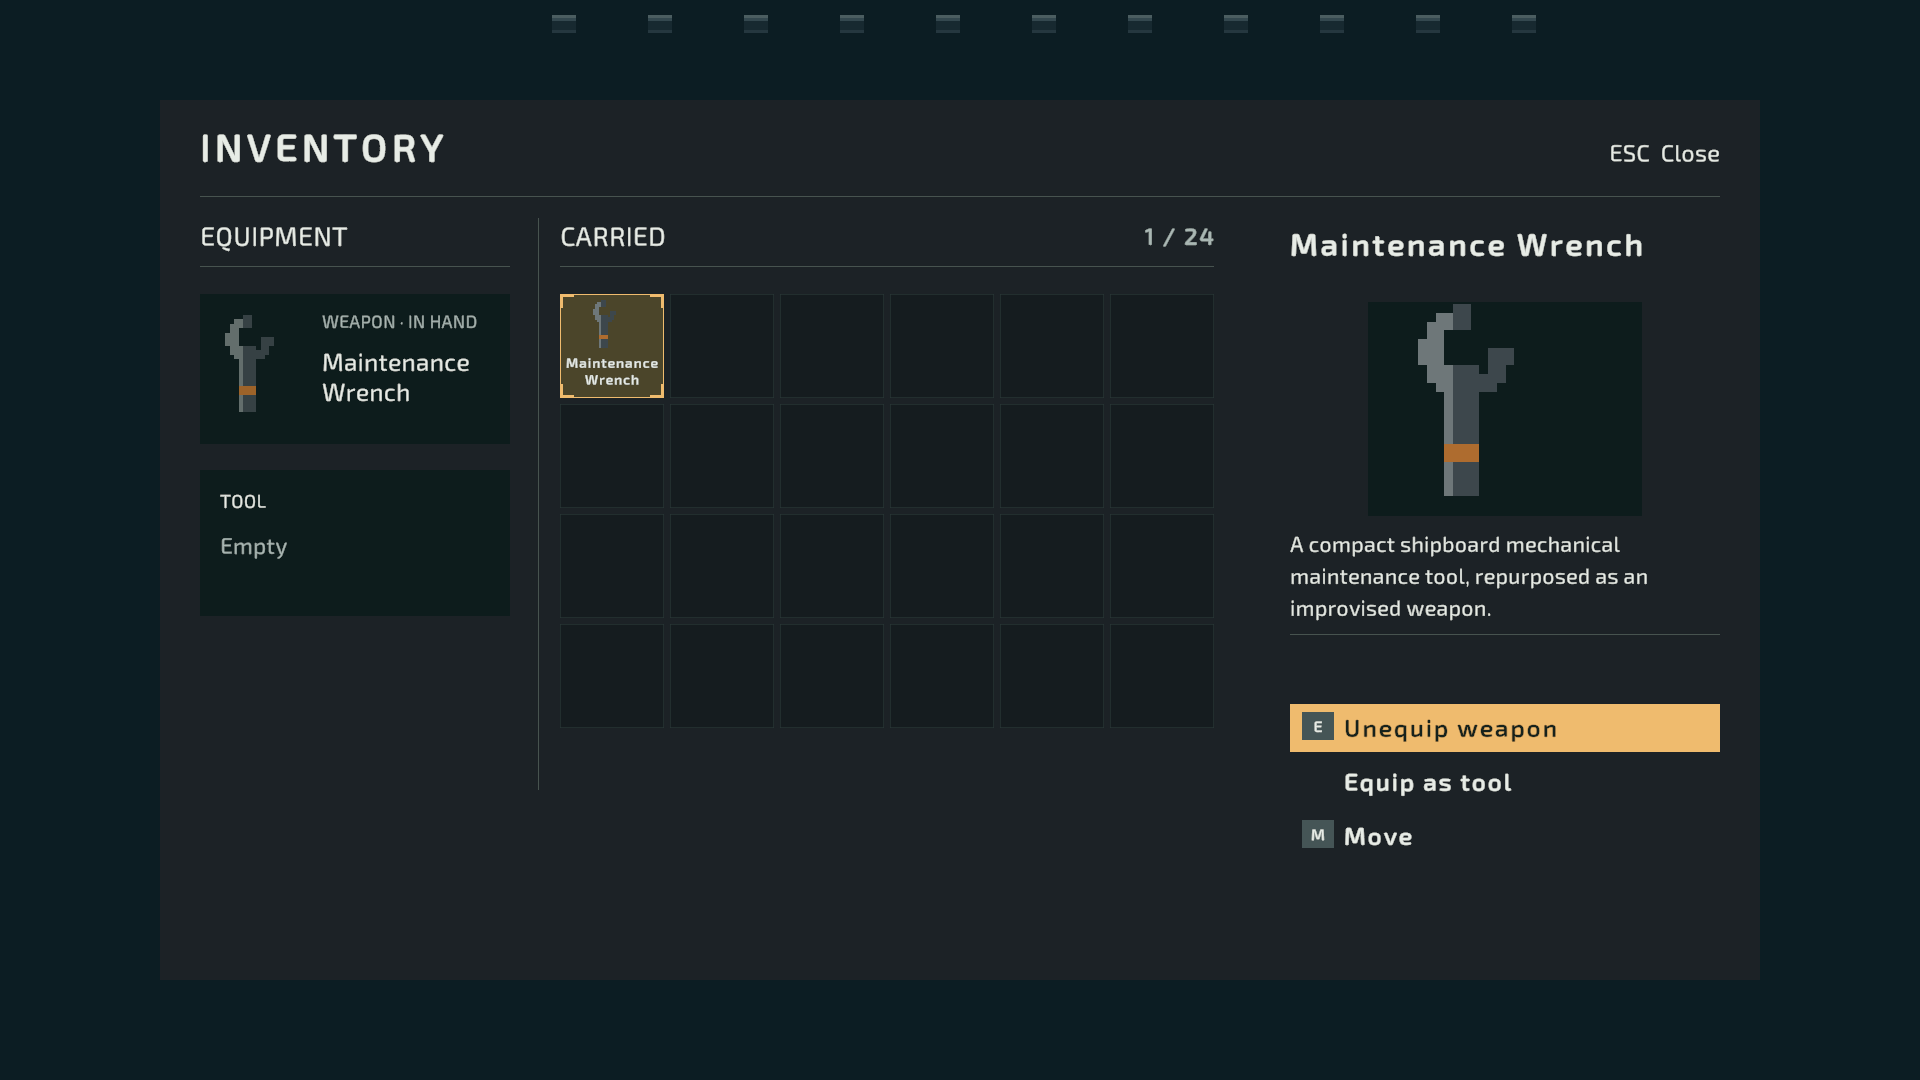 INVENTORY
ESC Close
EQUIPMENT
WEAPON · IN HAND
Maintenance
Wrench
TOOL
Empty
CARRIED
1 / 24
Maintenance
Wrench
Maintenance Wrench
A compact shipboard mechanical
maintenance tool, repurposed as an
improvised weapon.
E Unequip weapon
Equip as tool
M Move